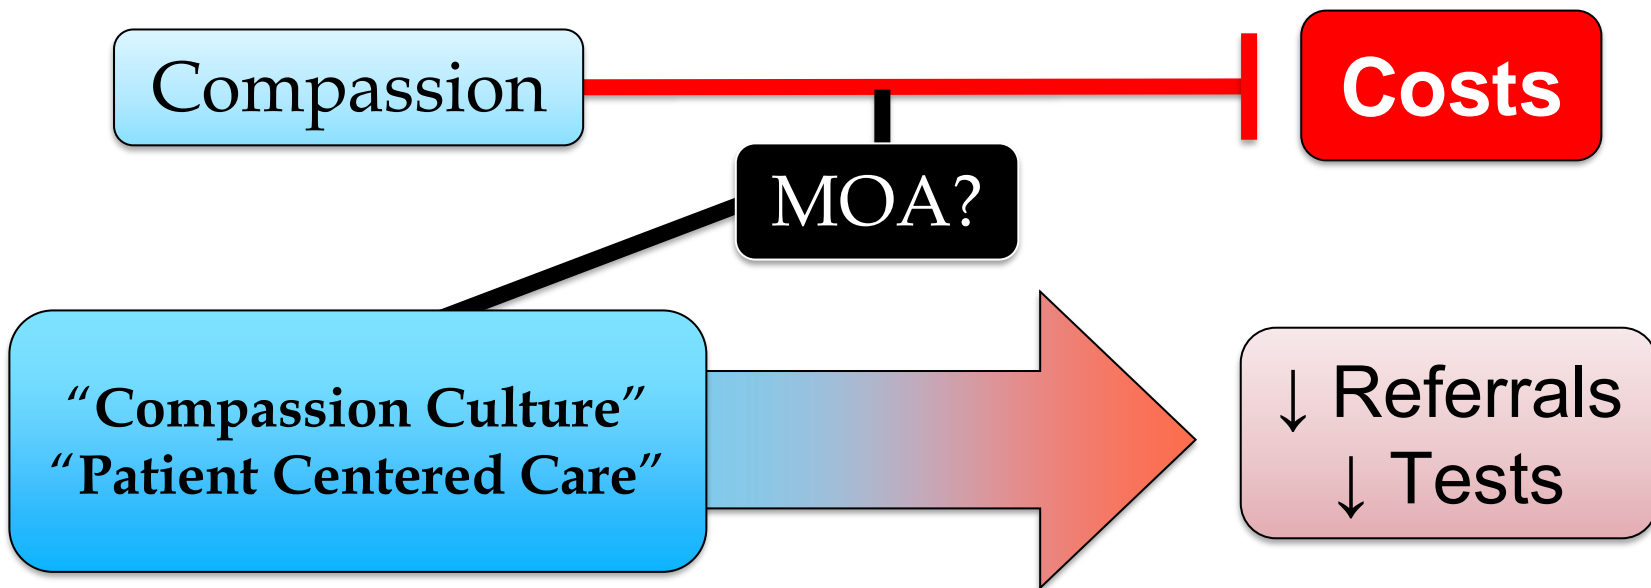 Compassion
Costs
MOA?
“Compassion Culture”
“Patient Centered Care”
↓ Referrals
↓ Tests